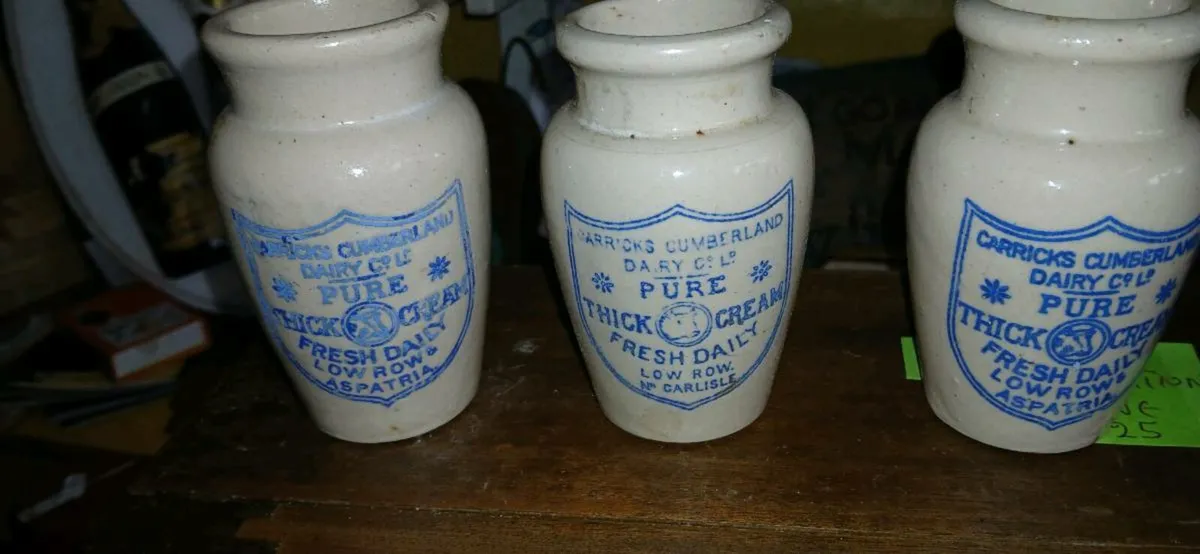 CARRICKS CUMBERLAND
DAIRY Co LD
PURE
THICK CREAM
FRESH DAILY
LOW ROW &
ASPATRIA
CARRICKS CUMBERLAND
DAIRY Co LD
PURE
THICK CREAM
FRESH DAILY
LOW ROW.
Nr CARLISLE
CARRICKS CUMBERLAND
DAIRY Co LD
PURE
THICK CREAM
FRESH DAILY
LOW ROW &
ASPATRIA
25